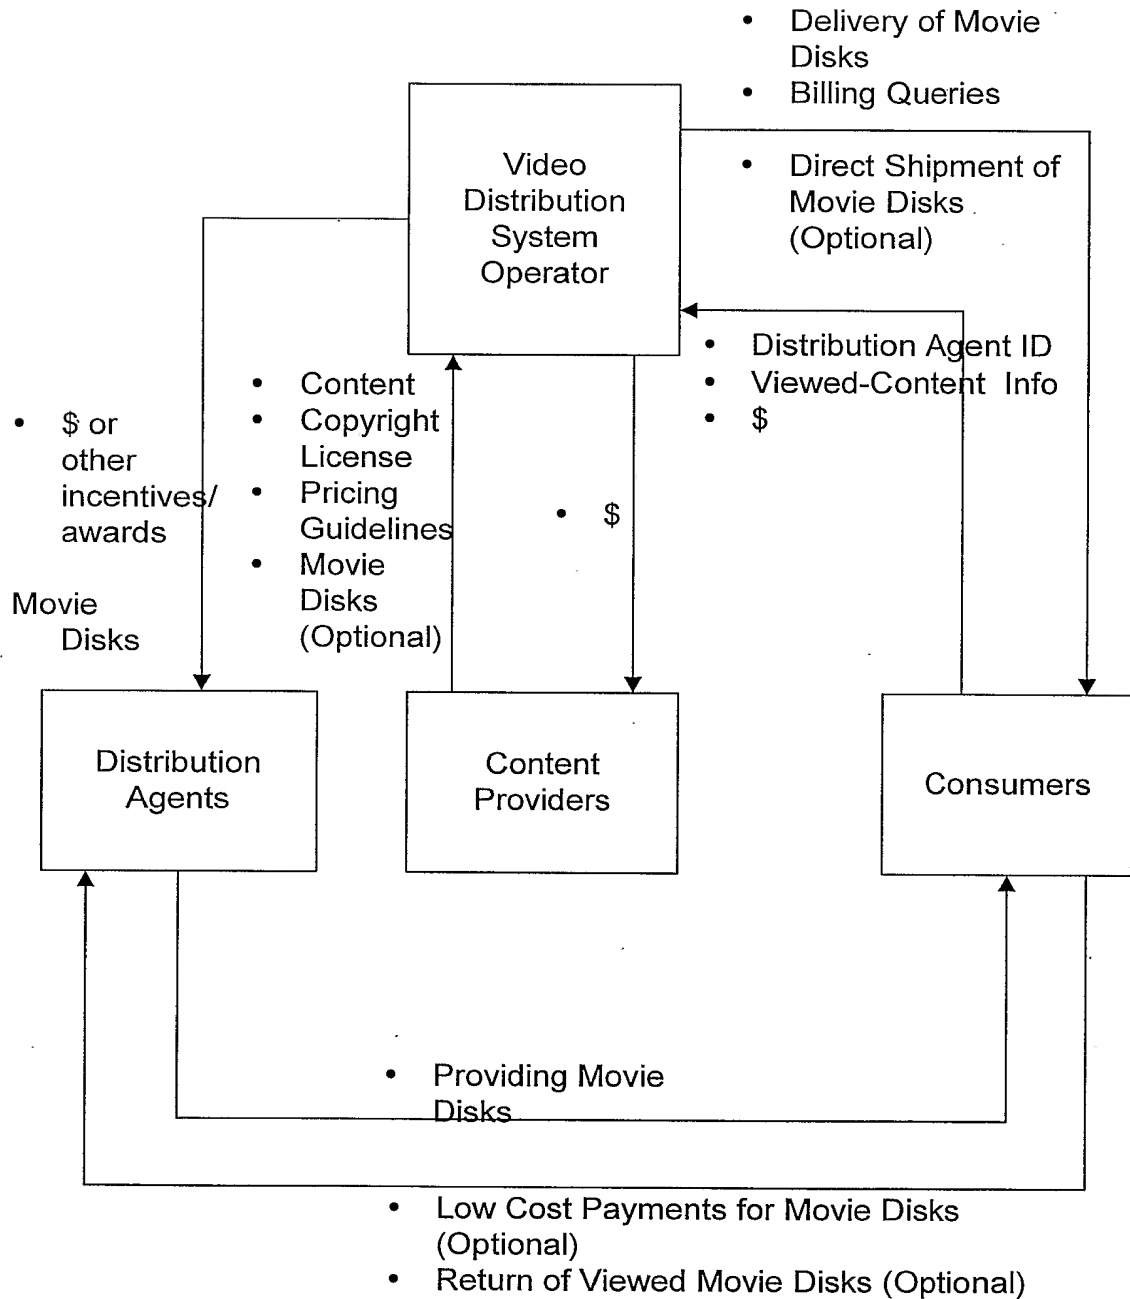 • Delivery of Movie
Disks
• Billing Queries
Video
Distribution
System
Operator
• Direct Shipment of
Movie Disks
(Optional)
• Distribution Agent ID
• Viewed-Content Info
• $
• Content
• Copyright
License
• Pricing
Guidelines
• Movie
Disks
(Optional)
• $ or
other
incentives/
awards
Movie
Disks
• $
Distribution
Agents
Content
Providers
Consumers
• Providing Movie
Disks
• Low Cost Payments for Movie Disks
(Optional)
• Return of Viewed Movie Disks (Optional)